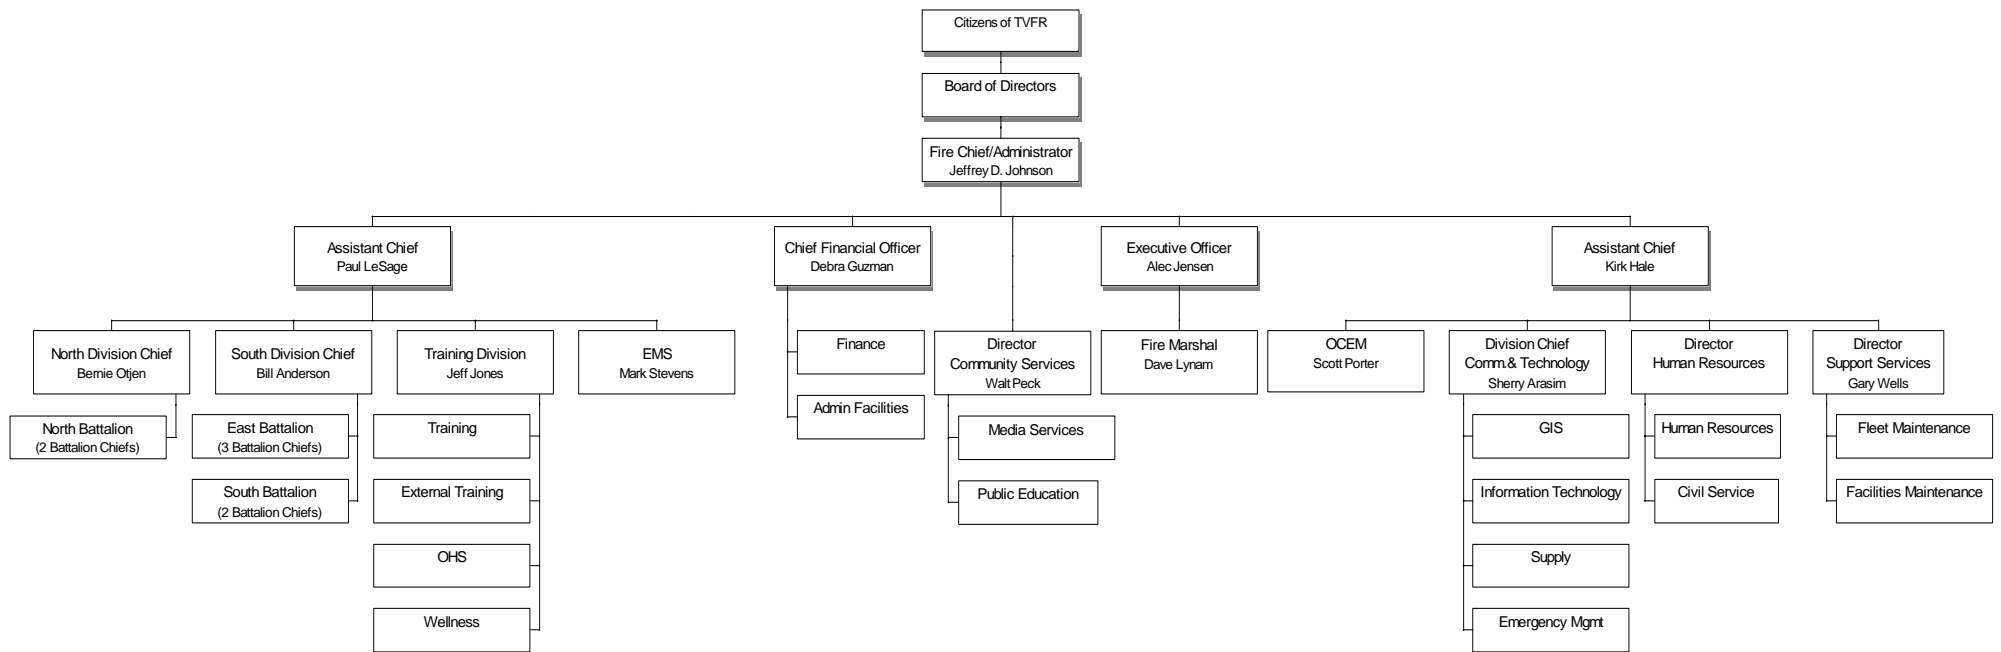 Citizens of TVFR
Board of Directors
Fire Chief/Administrator
Jeffrey D. Johnson
Assistant Chief
Paul LeSage
Chief Financial Officer
Debra Guzman
Executive Officer
Alec Jensen
Assistant Chief
Kirk Hale
North Division Chief
Bernie Otjen
South Division Chief
Bill Anderson
Training Division
Jeff Jones
EMS
Mark Stevens
Finance
Admin Facilities
Director
Community Services
Walt Peck
Fire Marshal
Dave Lynam
OCEM
Scott Porter
Division Chief
Comm.& Technology
Sherry Arasim
Director
Human Resources
Director
Support Services
Gary Wells
North Battalion
(2 Battalion Chiefs)
East Battalion
(3 Battalion Chiefs)
South Battalion
(2 Battalion Chiefs)
Training
External Training
OHS
Wellness
Media Services
Public Education
GIS
Information Technology
Supply
Emergency Mgmt
Human Resources
Civil Service
Fleet Maintenance
Facilities Maintenance